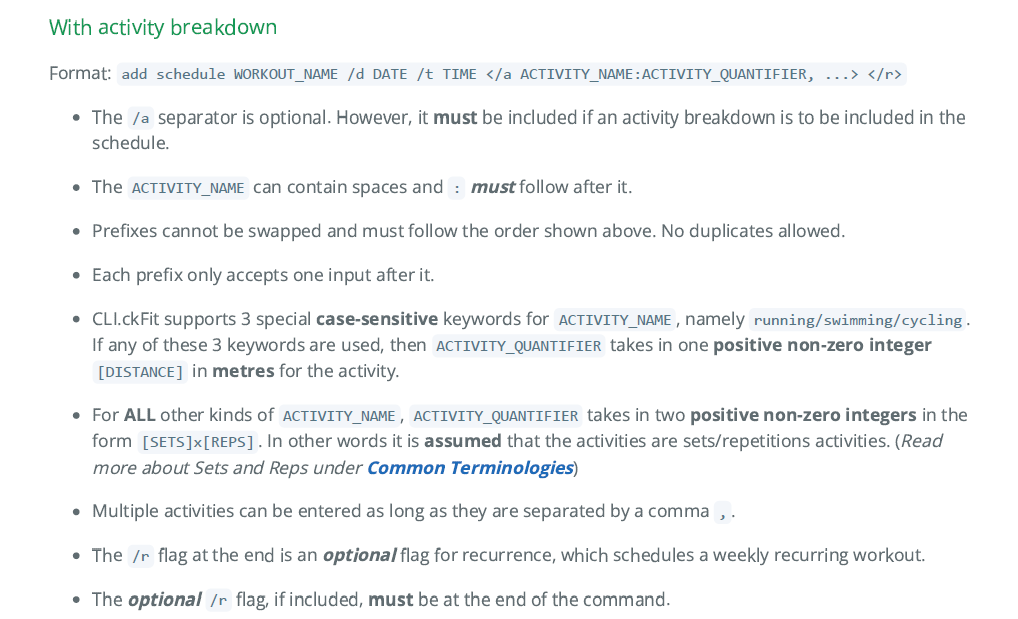 With activity breakdown
Format: add schedule WORKOUT_NAME /d DATE /t TIME </a ACTIVITY_NAME:ACTIVITY_QUANTIFIER, ...> </r>
• The /a separator is optional. However, it must be included if an activity breakdown is to be included in the
schedule.
• The ACTIVITY_NAME can contain spaces and : must follow after it.
• Prefixes cannot be swapped and must follow the order shown above. No duplicates allowed.
• Each prefix only accepts one input after it.
• CLI.ckFit supports 3 special case-sensitive keywords for ACTIVITY_NAME, namely running/swimming/cycling.
If any of these 3 keywords are used, then ACTIVITY_QUANTIFIER takes in one positive non-zero integer
[DISTANCE] in metres for the activity.
• For ALL other kinds of ACTIVITY_NAME, ACTIVITY_QUANTIFIER takes in two positive non-zero integers in the
form [SETS]x[REPS]. In other words it is assumed that the activities are sets/repetitions activities. (Read
more about Sets and Reps under Common Terminologies)
• Multiple activities can be entered as long as they are separated by a comma ,.
• The /r flag at the end is an optional flag for recurrence, which schedules a weekly recurring workout.
• The optional /r flag, if included, must be at the end of the command.